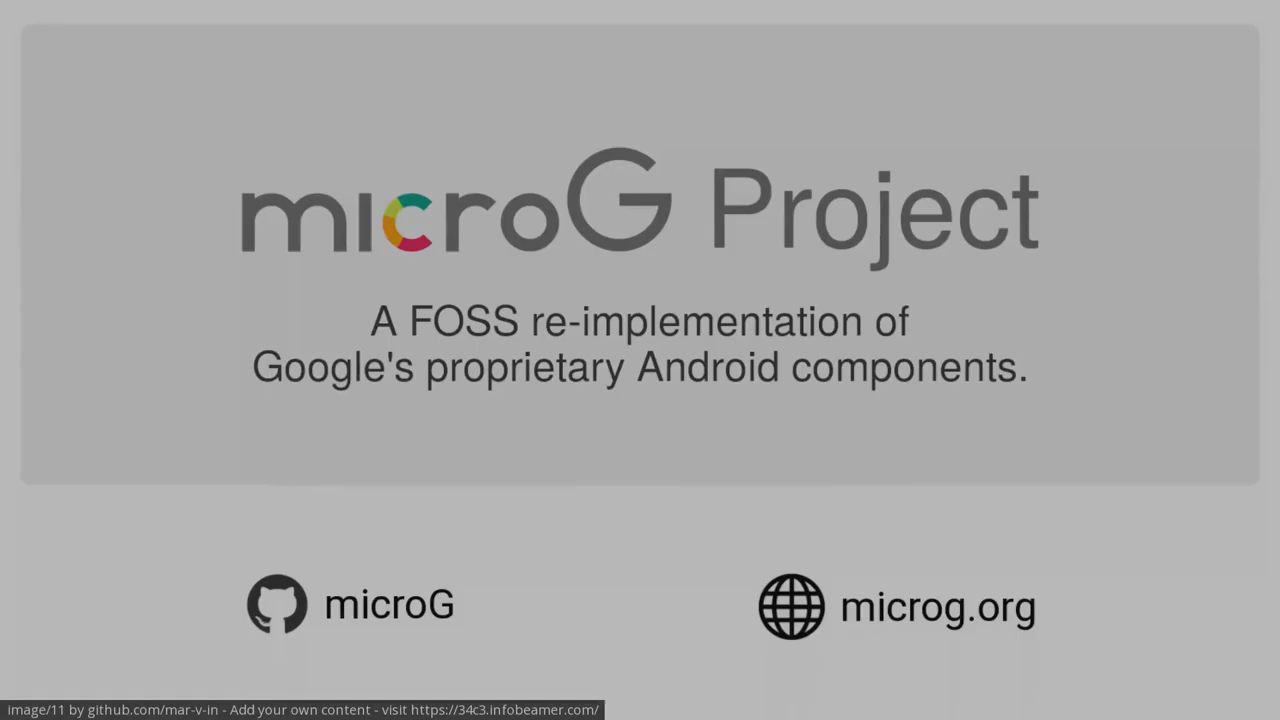 microG Project
A FOSS re-implementation of
Google's proprietary Android components.
microG
microg.org
image/11 by github.com/mar-v-in - Add your own content - visit https://34c3.infobeamer.com/